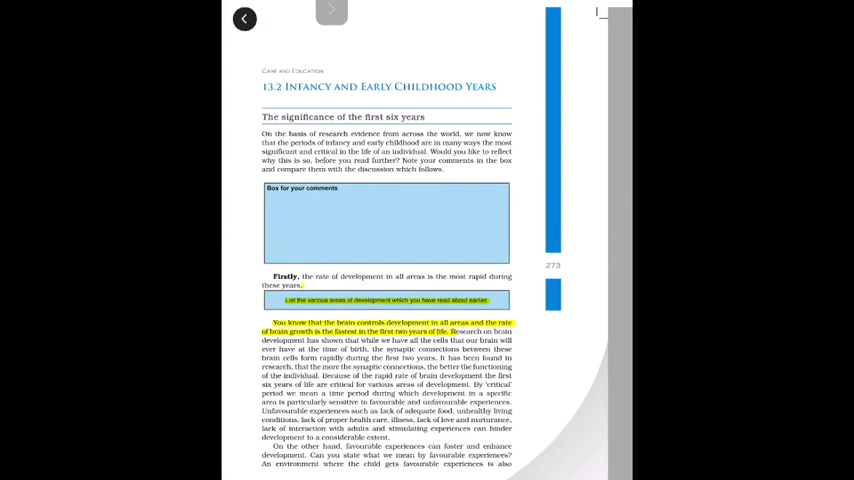 CARE AND EDUCATION
13.2 INFANCY AND EARLY CHILDHOOD YEARS
The significance of the first six years
On the basis of research evidence from across the world, we now know
that the periods of infancy and early childhood are in many ways the most
significant and critical in the life of an individual. Would you like to reflect
why this is so, before you read further? Note your comments in the box
and compare them with the discussion which follows.
Box for your comments
Firstly, the rate of development in all areas is the most rapid during
these years.
273
List the various areas of development which you have read about earlier.
You know that the brain controls development in all areas and the rate
of brain growth is the fastest in the first two years of life. Research on brain
development has shown that while we have all the cells that our brain will
ever have at the time of birth, the synaptic connections between these
brain cells form rapidly during the first two years. It has been found in
research, that the more the synaptic connections, the better the functioning
of the individual. Because of the rapid rate of brain development the first
six years of life are critical for various areas of development. By 'critical'
period we mean a time period during which development in a specific
area is particularly sensitive to favourable and unfavourable experiences.
Unfavourable experiences such as lack of adequate food, unhealthy living
conditions, lack of proper health care, illness, lack of love and nurturance,
lack of interaction with adults and stimulating experiences can hinder
development to a considerable extent.
On the other hand, favourable experiences can foster and enhance
development. Can you state what we mean by favourable experiences?
An environment where the child gets favourable experiences is also